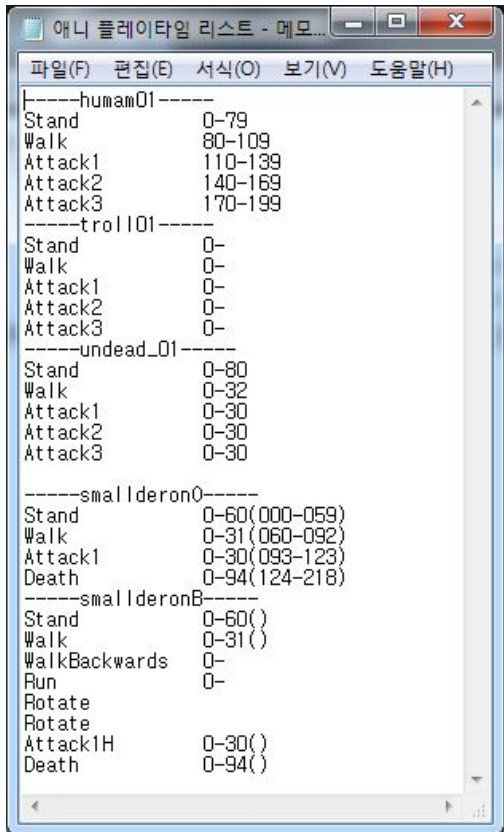 애니 플레이타임 리스트 - 메모...
파일(F) 편집(E) 서식(O) 보기(V) 도움말(H)
-----humam01-----
Stand 0-79
Walk 80-109
Attack1 110-139
Attack2 140-169
Attack3 170-199
-----troll01-----
Stand 0-
Walk 0-
Attack1 0-
Attack2 0-
Attack3 0-
-----undead_01-----
Stand 0-80
Walk 0-32
Attack1 0-30
Attack2 0-30
Attack3 0-30
-----smallderon0-----
Stand 0-60(000-059)
Walk 0-31(060-092)
Attack1 0-30(093-123)
Death 0-94(124-218)
-----smallderonB-----
Stand 0-60()
Walk 0-31()
WalkBackwards 0-
Run 0-
Rotate
Rotate
Attack1H 0-30()
Death 0-94()